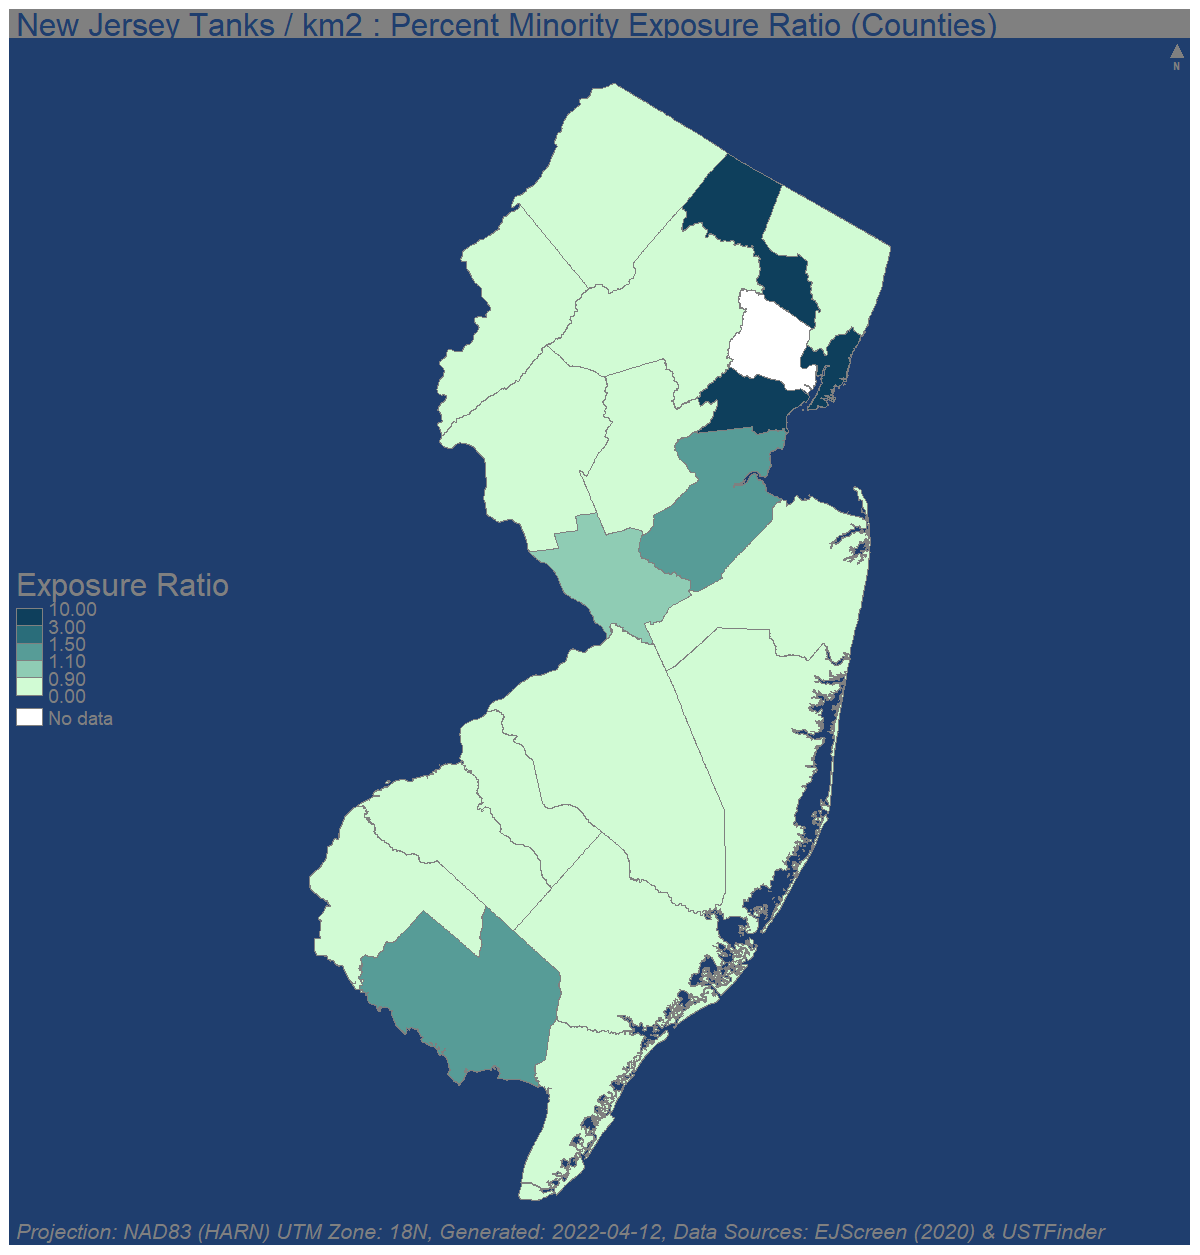 New Jersey Tanks / km2 : Percent Minority Exposure Ratio (Counties)
N
Exposure Ratio
10.00
3.00
1.50
1.10
0.90
0.00
No data
Projection: NAD83 (HARN) UTM Zone: 18N, Generated: 2022-04-12, Data Sources: EJScreen (2020) & USTFinder